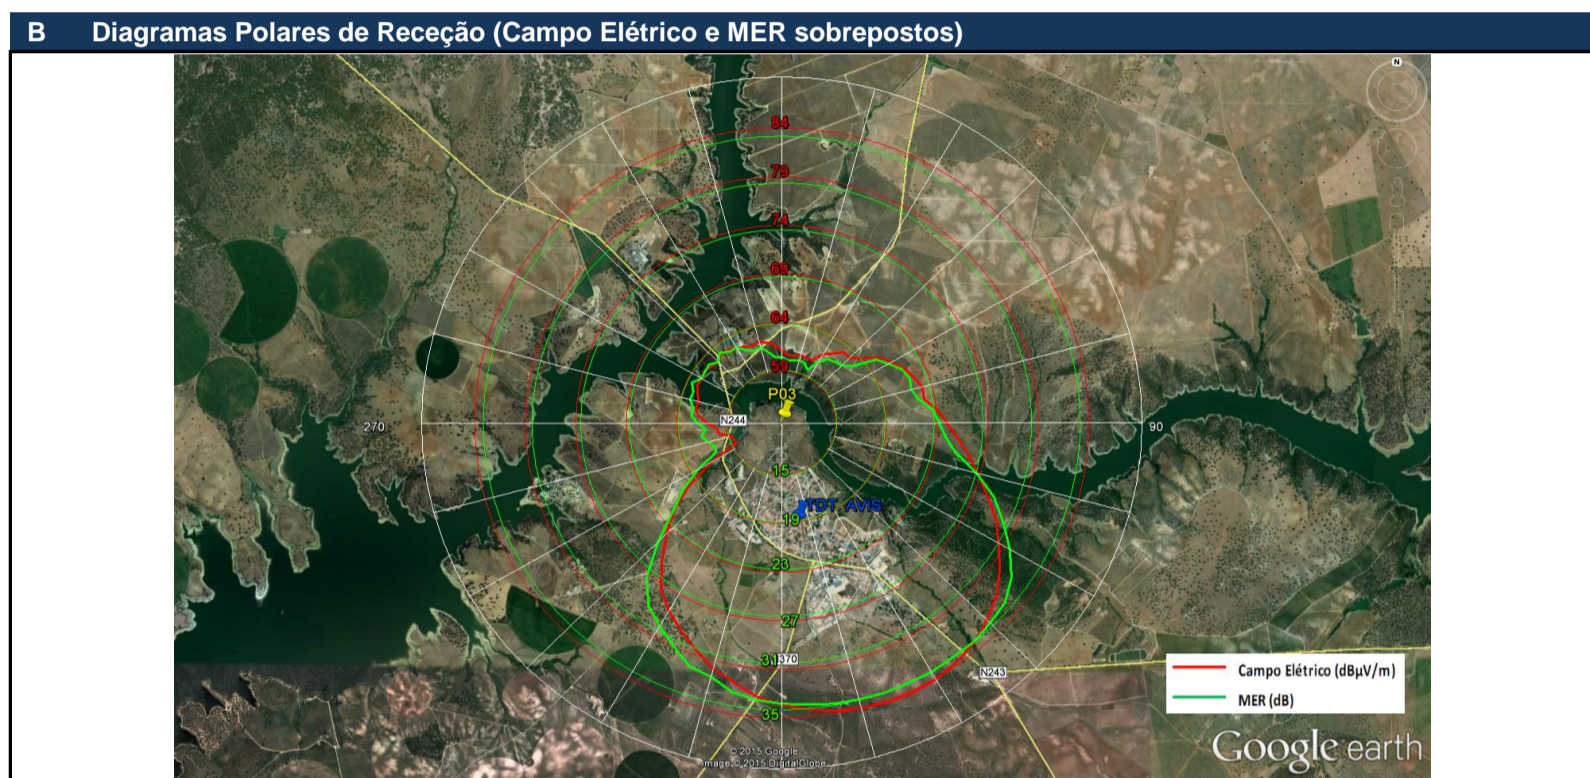 B Diagramas Polares de Receção (Campo Elétrico e MER sobrepostos)
N
84
79
74
69
64
59
P03
N244
270
90
15
TDT AVIS
19
23
27
31
370
N243
35
Campo Elétrico (dBµV/m)
MER (dB)
© 2015 Google
Image © 2015 DigitalGlobe
Google earth